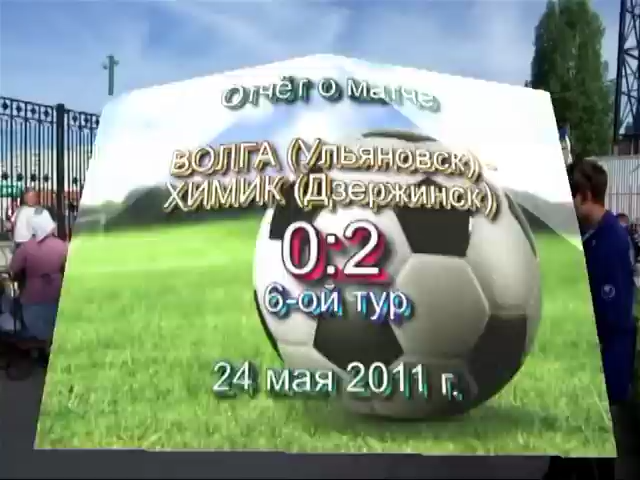 Отчёт о матче
ВОЛГА (Ульяновск) -
ХИМИК (Дзержинск)
0:2
6-ой тур
24 мая 2011 г.